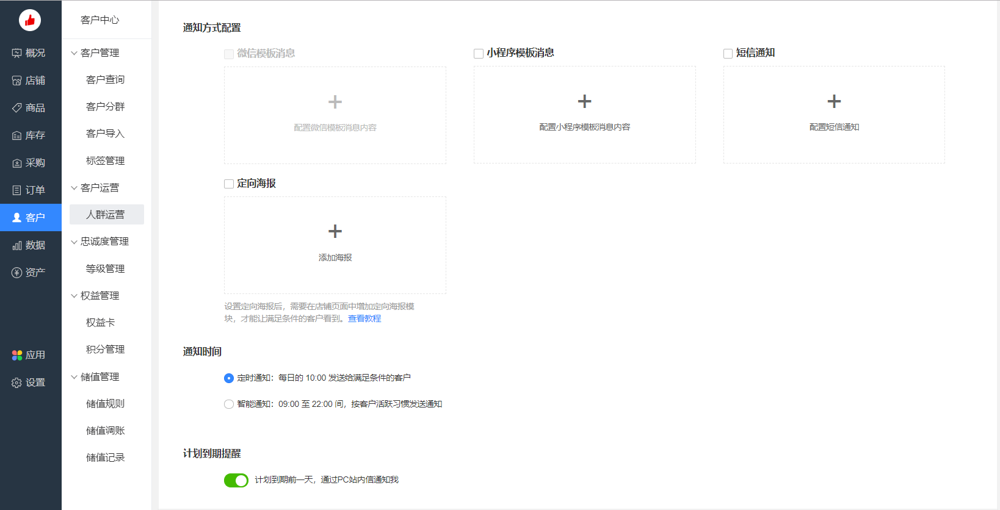 概况
店铺
商品
库存
采购
订单
客户
数据
资产
应用
设置
客户中心
客户管理
客户查询
客户分群
客户导入
标签管理
客户运营
人群运营
忠诚度管理
等级管理
权益管理
权益卡
积分管理
储值管理
储值规则
储值调账
储值记录
通知方式配置
微信模板消息
配置微信模板消息内容
小程序模板消息
配置小程序模板消息内容
短信通知
配置短信通知
定向海报
添加海报
设置定向海报后，需要在店铺页面中增加定向海报模
块，才能让满足条件的客户看到。查看教程
通知时间
定时通知：每日的 10:00 发送给满足条件的客户
智能通知：09:00 至 22:00 间，按客户活跃习惯发送通知
计划到期提醒
计划到期前一天，通过PC站内信通知我